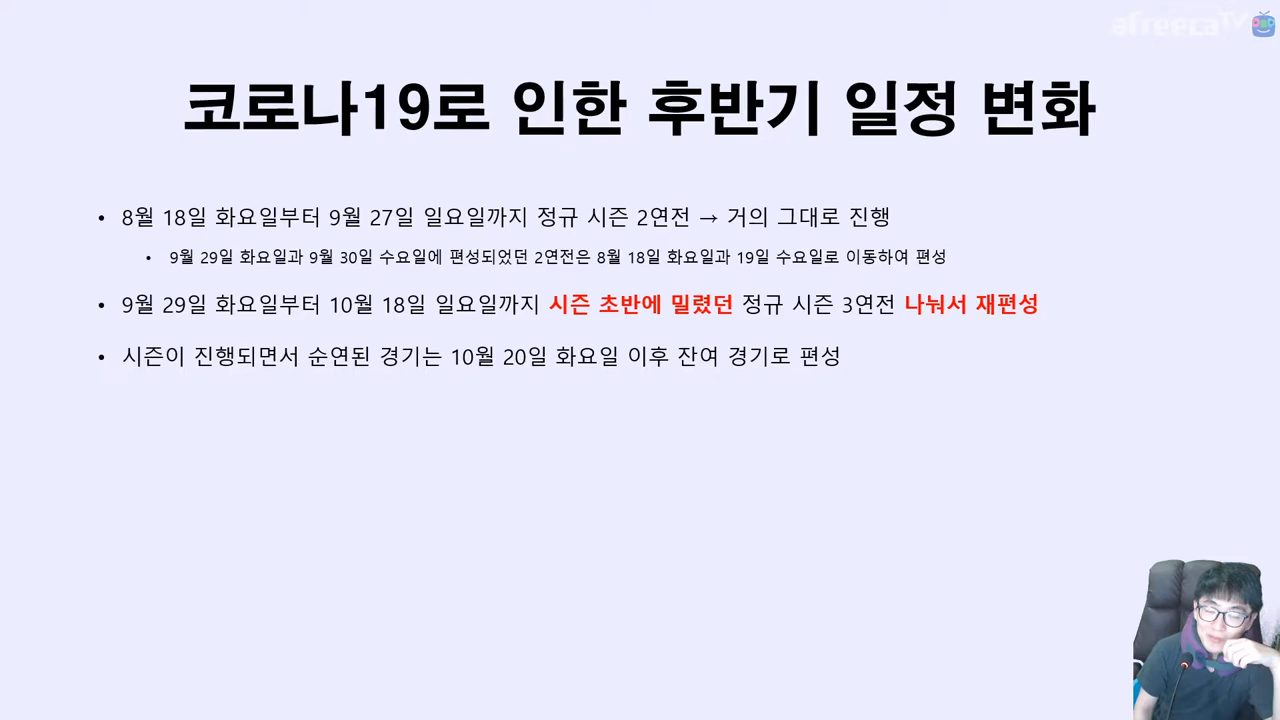 afreecaTV
코로나19로 인한 후반기 일정 변화
• 8월 18일 화요일부터 9월 27일 일요일까지 정규 시즌 2연전 → 거의 그대로 진행
• 9월 29일 화요일과 9월 30일 수요일에 편성되었던 2연전은 8월 18일 화요일과 19일 수요일로 이동하여 편성
• 9월 29일 화요일부터 10월 18일 일요일까지 시즌 초반에 밀렸던 정규 시즌 3연전 나눠서 재편성
• 시즌이 진행되면서 순연된 경기는 10월 20일 화요일 이후 잔여 경기로 편성